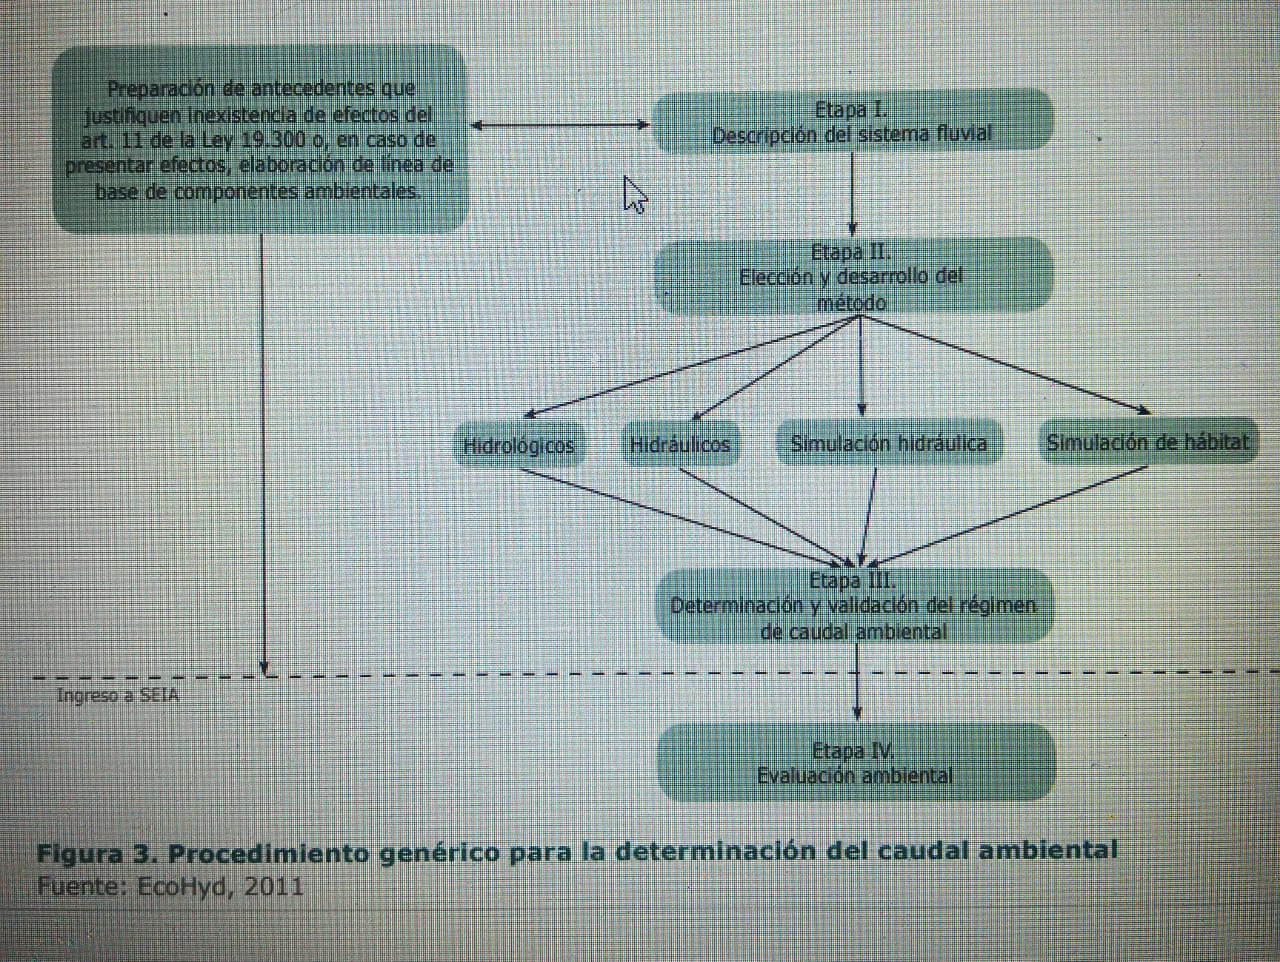 Preparación de antecedentes que
justifiquen inexistencia de efectos del
art. 11 de la Ley 19.300 o, en caso de
presentar efectos, elaboración de línea de
base de componentes ambientales.
Etapa I.
Descripción del sistema fluvial
Etapa II.
Elección y desarrollo del
método
Hidrológicos
Hidráulicos
Simulación hidráulica
Simulación de hábitat
Etapa III.
Determinación y validación del régimen
de caudal ambiental
Ingreso a SEIA
Etapa IV.
Evaluación ambiental
Figura 3. Procedimiento genérico para la determinación del caudal ambiental
Fuente: EcoHyd, 2011